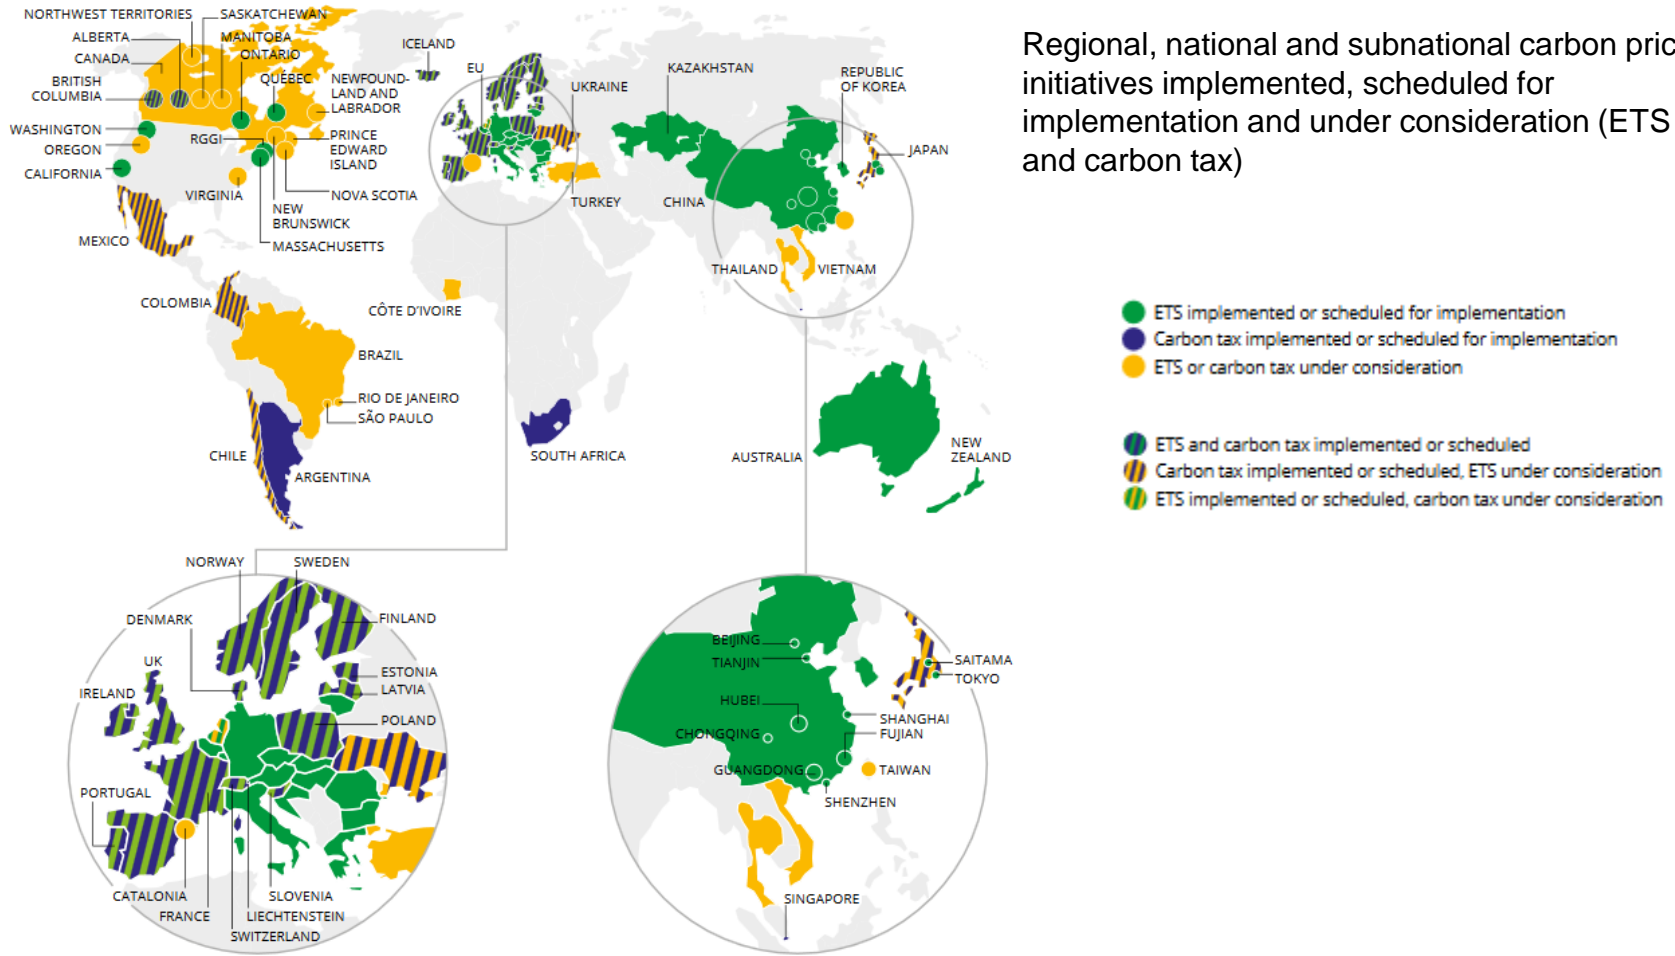 Regional, national and subnational carbon pric
initiatives implemented, scheduled for
implementation and under consideration (ETS
and carbon tax)
NORTHWEST TERRITORIES
SASKATCHEWAN
ALBERTA
MANITOBA
CANADA
ONTARIO
BRITISH
COLUMBIA
QUÉBEC
NEWFOUND-
LAND AND
LABRADOR
WASHINGTON
OREGON
CALIFORNIA
RGGI
PRINCE
EDWARD
ISLAND
VIRGINIA
NOVA SCOTIA
NEW
BRUNSWICK
MASSACHUSETTS
MEXICO
ICELAND
EU
UKRAINE
KAZAKHSTAN
REPUBLIC
OF KOREA
JAPAN
TURKEY
CHINA
THAILAND
VIETNAM
COLOMBIA
CÔTE D'IVOIRE
BRAZIL
RIO DE JANEIRO
SÃO PAULO
CHILE
ARGENTINA
SOUTH AFRICA
AUSTRALIA
NEW
ZEALAND
ETS implemented or scheduled for implementation
Carbon tax implemented or scheduled for implementation
ETS or carbon tax under consideration
ETS and carbon tax implemented or scheduled
Carbon tax implemented or scheduled, ETS under consideration
ETS implemented or scheduled, carbon tax under consideration
NORWAY
SWEDEN
DENMARK
FINLAND
UK
IRELAND
ESTONIA
LATVIA
POLAND
PORTUGAL
CATALONIA
FRANCE
SLOVENIA
LIECHTENSTEIN
SWITZERLAND
BEIJING
TIANJIN
HUBEI
CHONGQING
GUANGDONG
SAITAMA
TOKYO
SHANGHAI
FUJIAN
TAIWAN
SHENZHEN
SINGAPORE